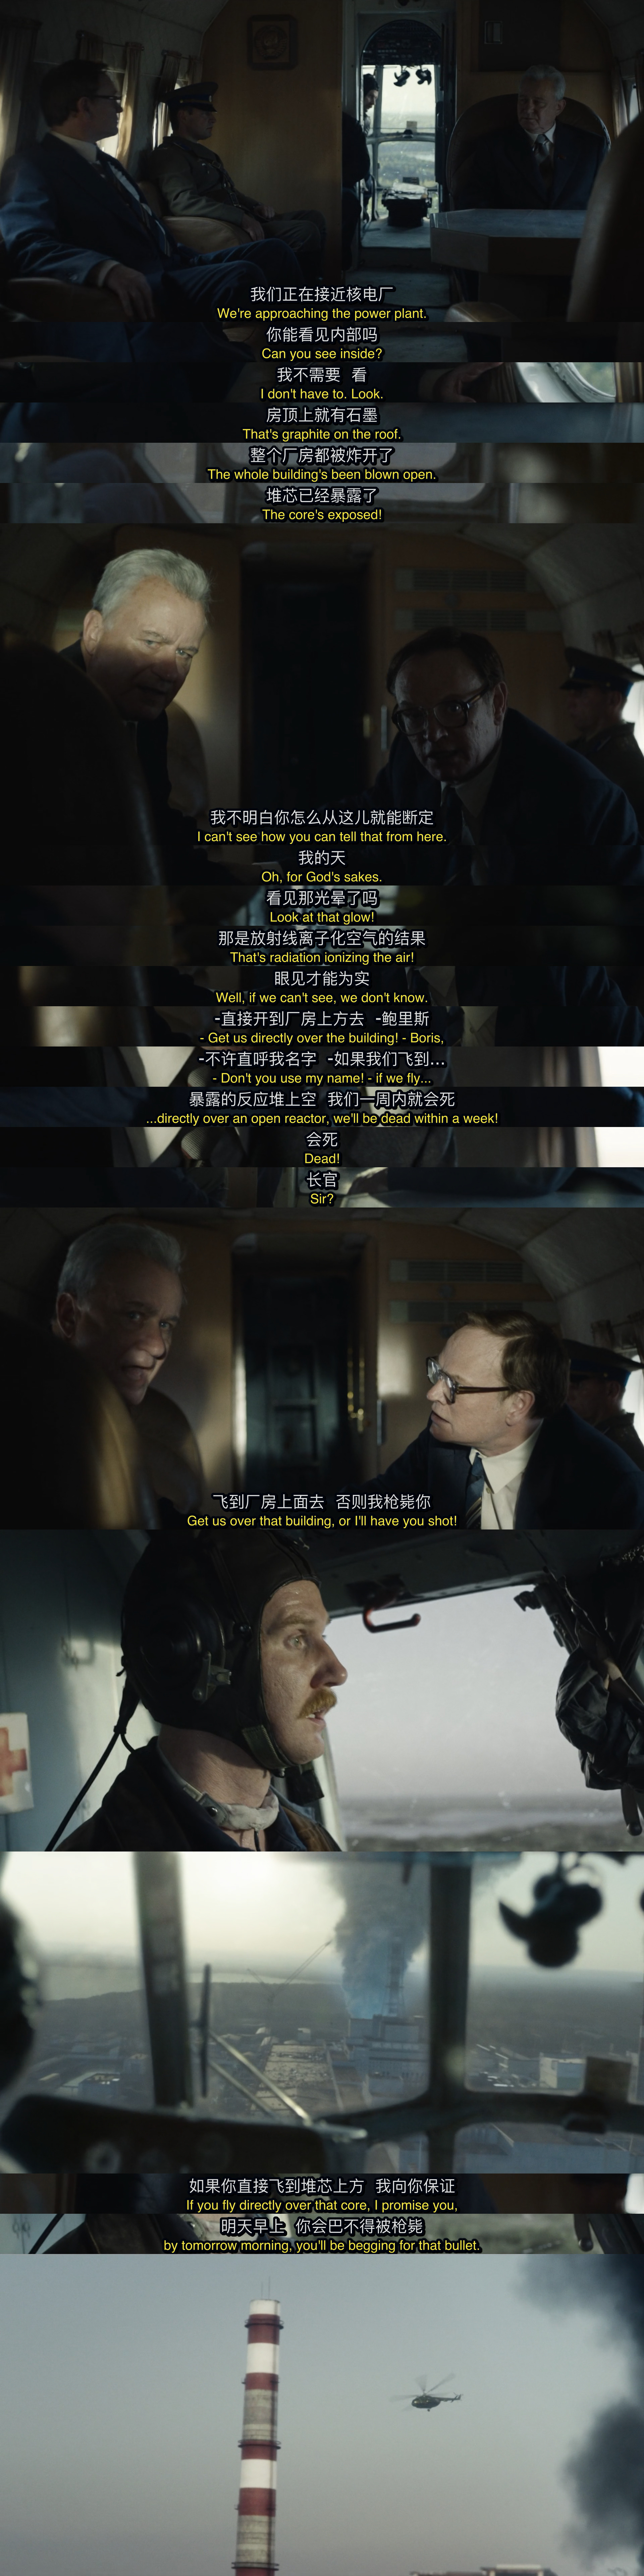 我们正在接近核电厂
We're approaching the power plant.
你能看见内部吗
Can you see inside?
我不需要 看
I don't have to. Look.
房顶上就有石墨
That's graphite on the roof.
整个厂房都被炸开了
The whole building's been blown open.
堆芯已经暴露了
The core's exposed!
我不明白你怎么从这儿就能断定
I can't see how you can tell that from here.
我的天
Oh, for God's sakes.
看见那光晕了吗
Look at that glow!
那是放射线离子化空气的结果
That's radiation ionizing the air!
眼见才能为实
Well, if we can't see, we don't know.
-直接开到厂房上方去 -鲍里斯
- Get us directly over the building! - Boris,
-不许直呼我名字 -如果我们飞到...
- Don't you use my name! - if we fly...
暴露的反应堆上空 我们一周内就会死
...directly over an open reactor, we'll be dead within a week!
会死
Dead!
长官
Sir?
飞到厂房上面去 否则我枪毙你
Get us over that building, or I'll have you shot!
如果你直接飞到堆芯上方 我向你保证
If you fly directly over that core, I promise you,
明天早上 你会巴不得被枪毙
by tomorrow morning, you'll be begging for that bullet.